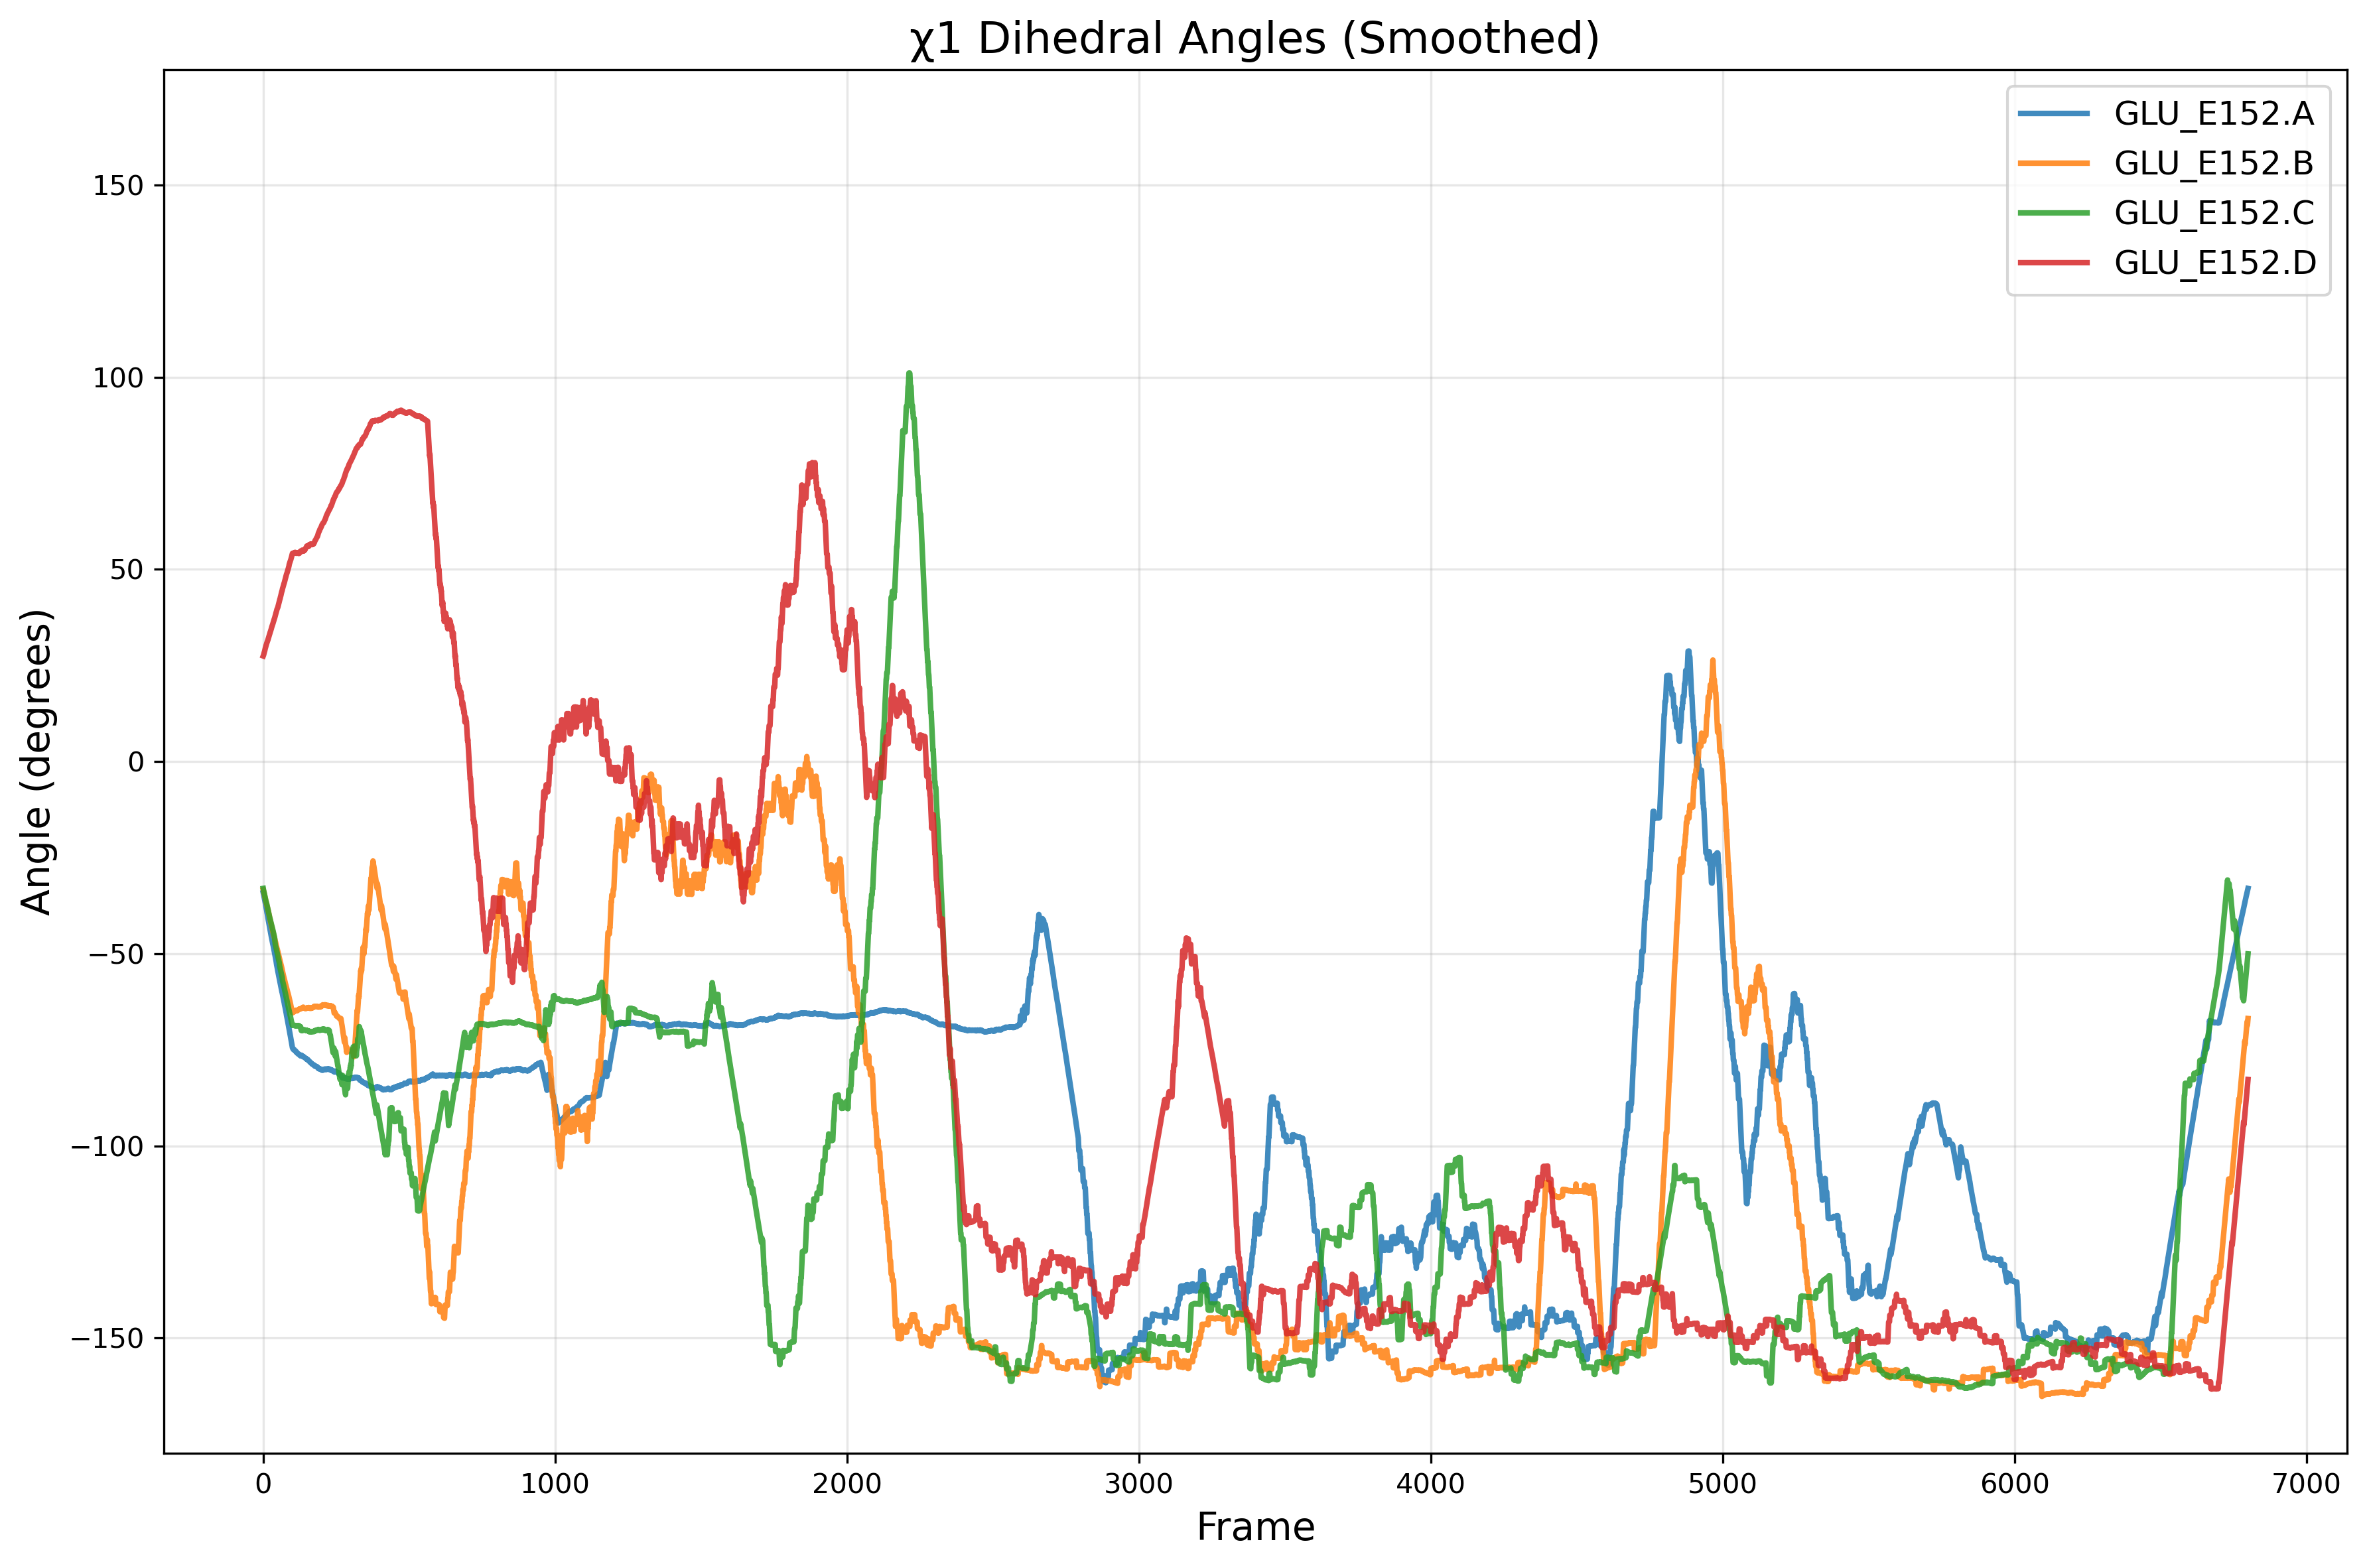 χ1 Dihedral Angles (Smoothed)
GLU_E152.A
GLU_E152.B
GLU_E152.C
GLU_E152.D
Angle (degrees)
150
100
50
0
−50
−100
−150
0 1000 2000 3000 4000 5000 6000 7000
Frame